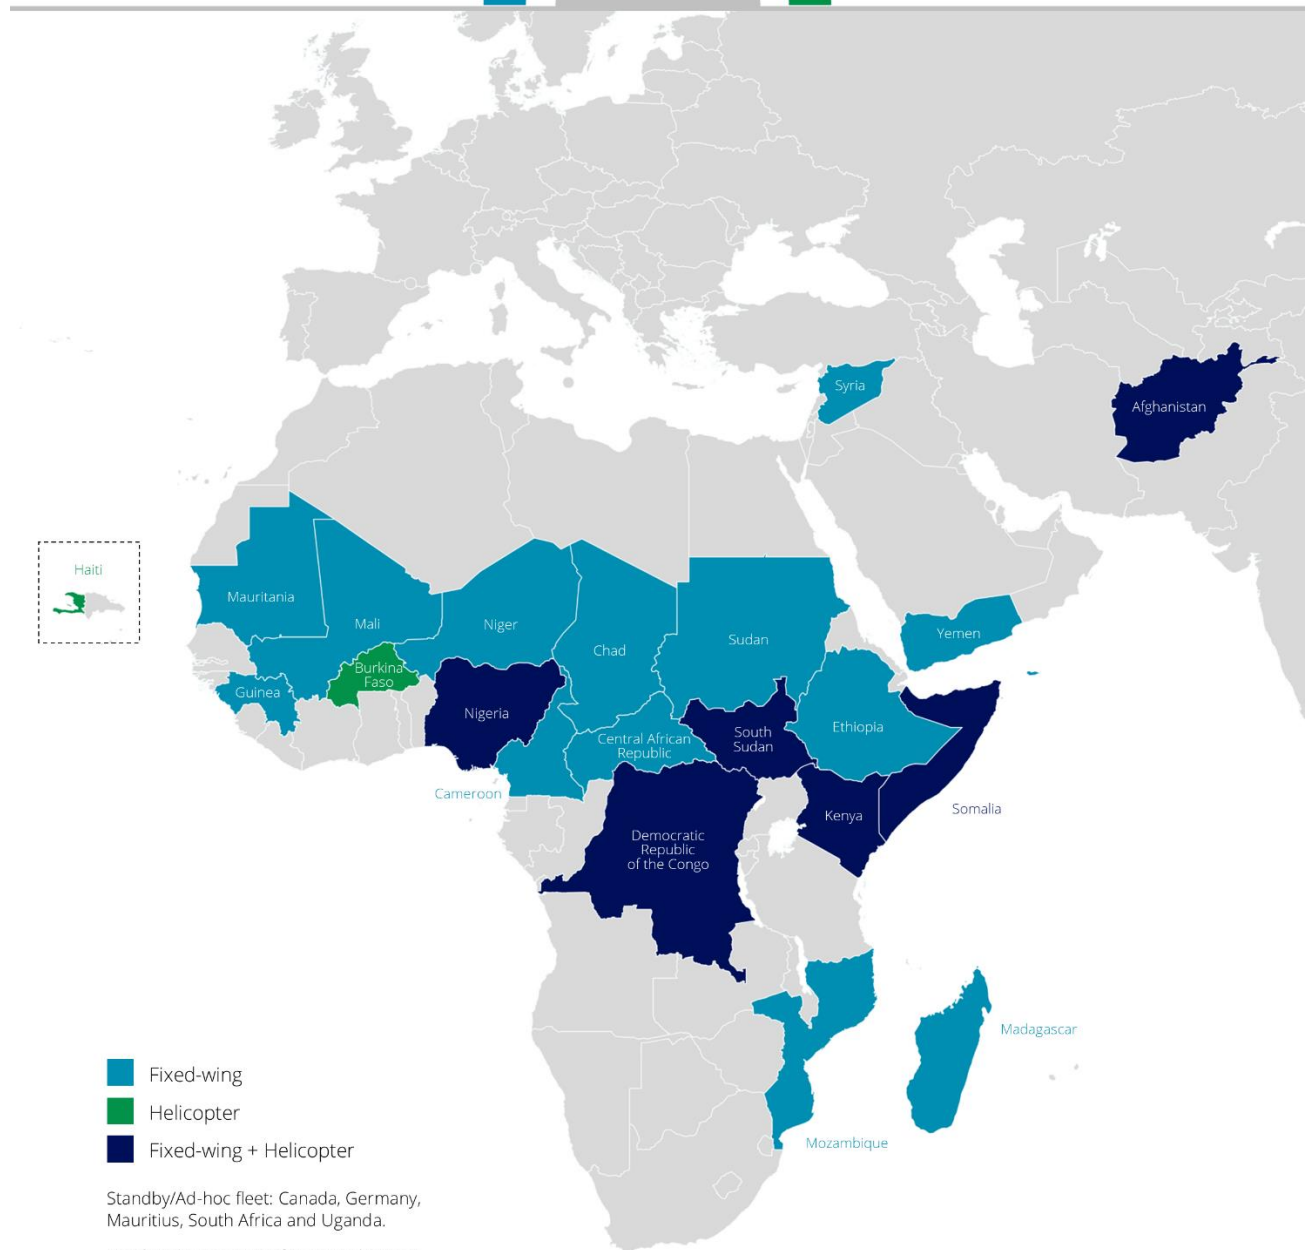 Syria
Afghanistan
Haiti
Mauritania
Mali
Niger
Chad
Sudan
Yemen
Burkina
Faso
Guinea
Nigeria
Central African
Republic
South
Sudan
Ethiopia
Cameroon
Kenya
Somalia
Democratic
Republic
of the Congo
Madagascar
Mozambique
Fixed-wing
Helicopter
Fixed-wing + Helicopter
Standby/Ad-hoc fleet: Canada, Germany,
Mauritius, South Africa and Uganda.